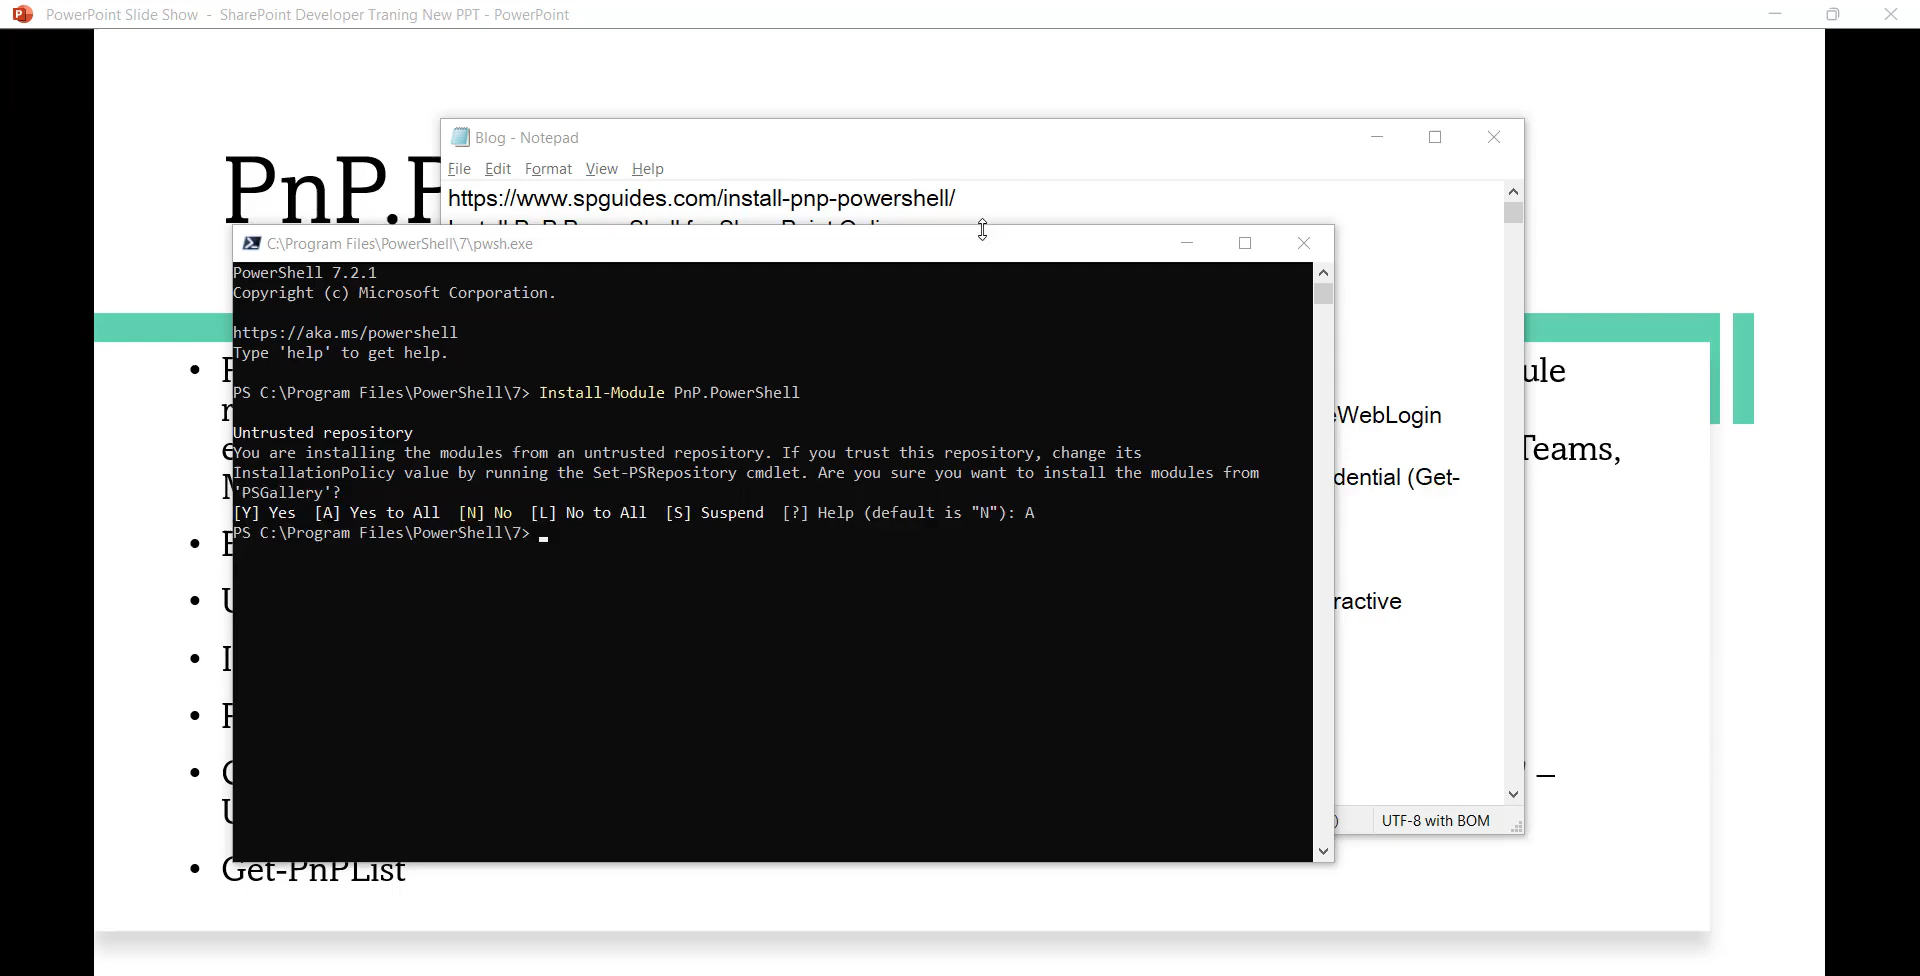 PowerPoint Slide Show - SharePoint Developer Traning New PPT - PowerPoint
PnP.P
Blog - Notepad
File Edit Format View Help
https://www.spguides.com/install-pnp-powershell/
C:\Program Files\PowerShell\7\pwsh.exe
PowerShell 7.2.1
Copyright (c) Microsoft Corporation.
https://aka.ms/powershell
Type 'help' to get help.
PS C:\Program Files\PowerShell\7> Install-Module PnP.PowerShell
Untrusted repository
You are installing the modules from an untrusted repository. If you trust this repository, change its
InstallationPolicy value by running the Set-PSRepository cmdlet. Are you sure you want to install the modules from
'PSGallery'?
[Y] Yes [A] Yes to All [N] No [L] No to All [S] Suspend [?] Help (default is "N"): A
PS C:\Program Files\PowerShell\7>
ule
eWebLogin
Teams,
dential (Get-
ractive
–
UTF-8 with BOM
• Get-PnPList